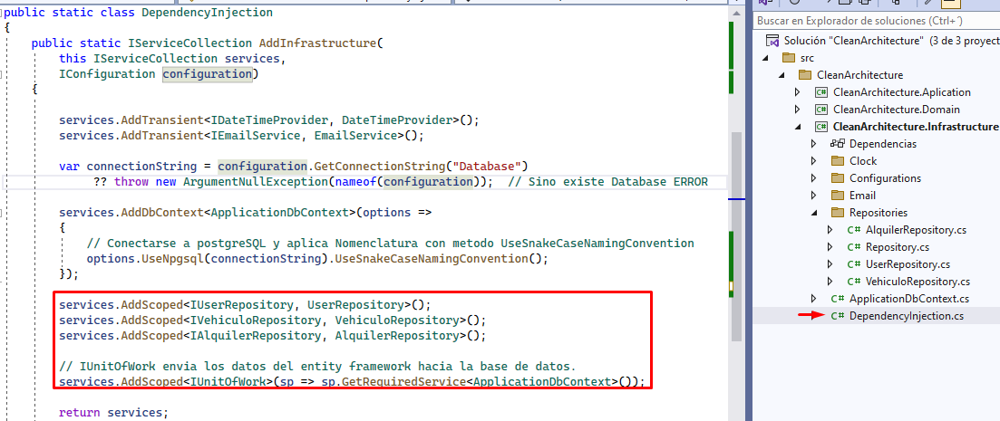 public static class DependencyInjection
{
public static IServiceCollection AddInfrastructure(
this IServiceCollection services,
IConfiguration configuration)
{
services.AddTransient<IDateTimeProvider, DateTimeProvider>();
services.AddTransient<IEmailService, EmailService>();
var connectionString = configuration.GetConnectionString("Database")
?? throw new ArgumentNullException(nameof(configuration)); // Sino existe Database ERROR
services.AddDbContext<ApplicationDbContext>(options =>
{
// Conectarse a postgreSQL y aplica Nomenclatura con metodo UseSnakeCaseNamingConvention
options.UseNpgsql(connectionString).UseSnakeCaseNamingConvention();
});
services.AddScoped<IUserRepository, UserRepository>();
services.AddScoped<IVehiculoRepository, VehiculoRepository>();
services.AddScoped<IAlquilerRepository, AlquilerRepository>();
// IUnitOfWork envia los datos del entity framework hacia la base de datos.
services.AddScoped<IUnitOfWork>(sp => sp.GetRequiredService<ApplicationDbContext>());
return services;
Buscar en Explorador de soluciones (Ctrl+´)
Solución "CleanArchitecture" (3 de 3 proyect
src
CleanArchitecture
C# CleanArchitecture.Aplication
C# CleanArchitecture.Domain
C# CleanArchitecture.Infrastructure
Dependencias
Clock
Configurations
Email
Repositories
C# AlquilerRepository.cs
C# Repository.cs
C# UserRepository.cs
C# VehiculoRepository.cs
C# ApplicationDbContext.cs
C# DependencyInjection.cs